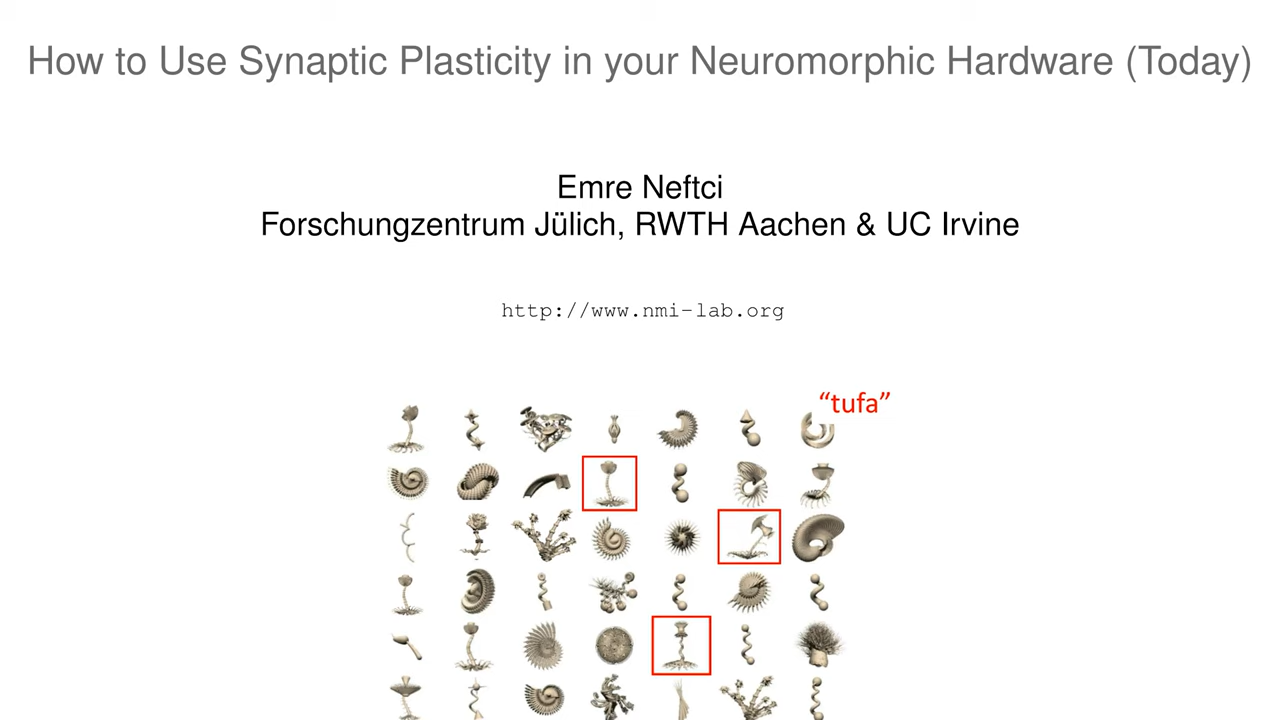 How to Use Synaptic Plasticity in your Neuromorphic Hardware (Today)
Emre Neftci
Forschungzentrum Jülich, RWTH Aachen & UC Irvine
http://www.nmi-lab.org
“tufa”